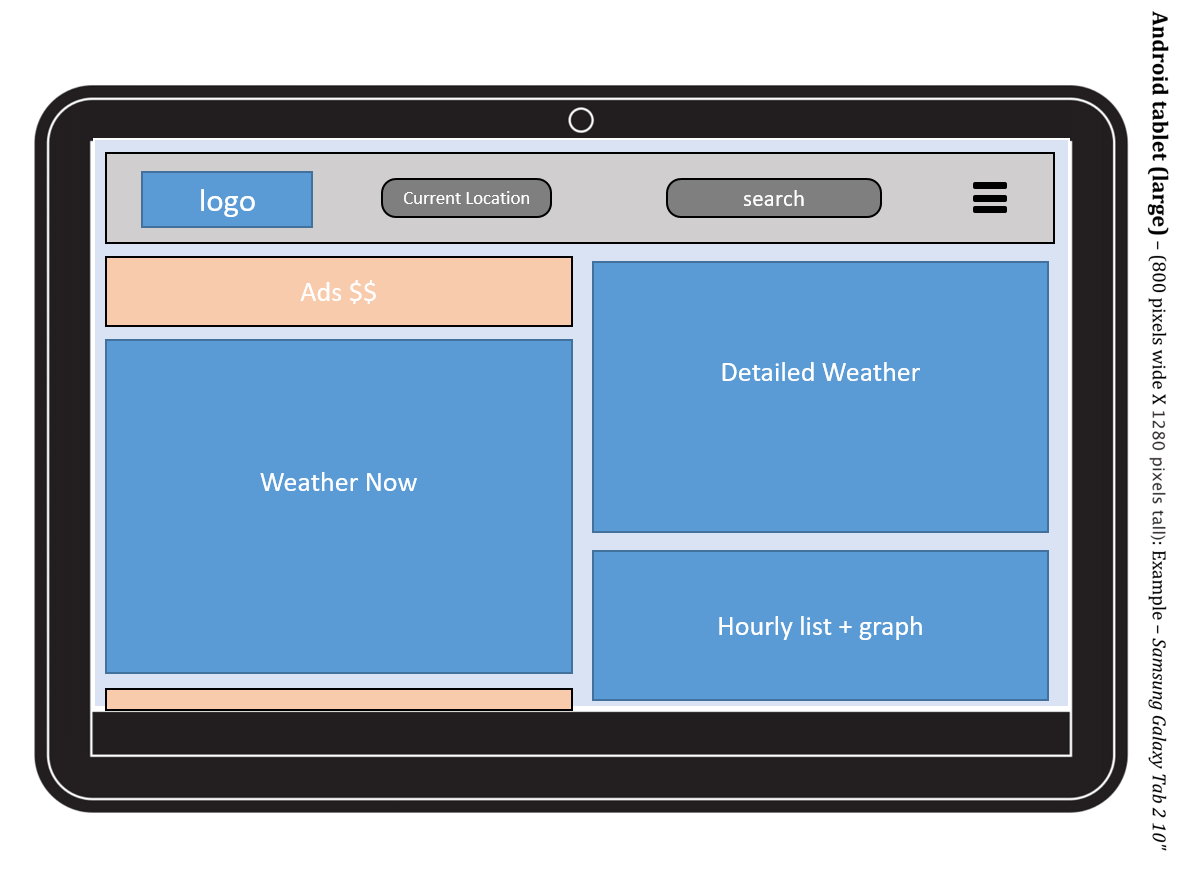 logo
Current Location
search
Ads $$
Weather Now
Detailed Weather
Hourly list + graph
Android tablet (large) – (800 pixels wide X 1280 pixels tall): Example – Samsung Galaxy Tab 2 10"